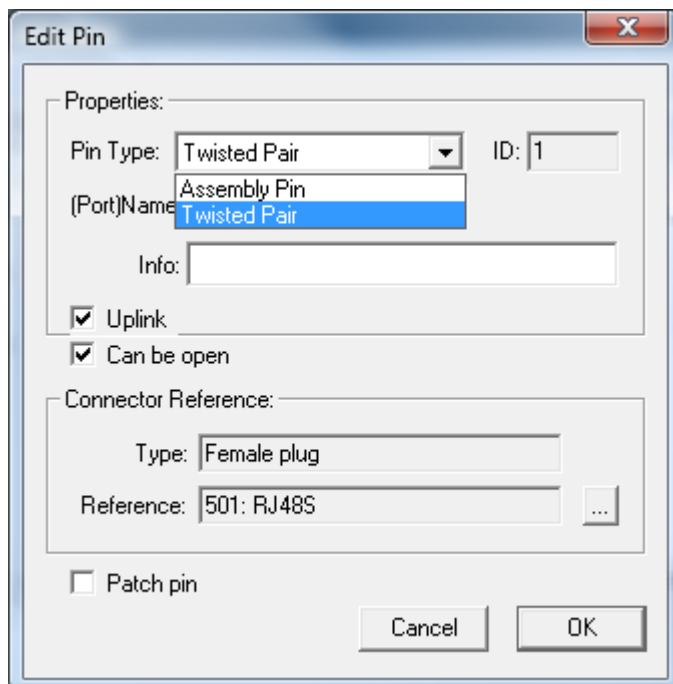 Edit Pin
Properties:
Pin Type: Twisted Pair ID: 1
Assembly Pin
(Port)Name
Twisted Pair
Info:
Uplink
Can be open
Connector Reference:
Type: Female plug
Reference: 501: RJ48S ...
Patch pin
Cancel OK